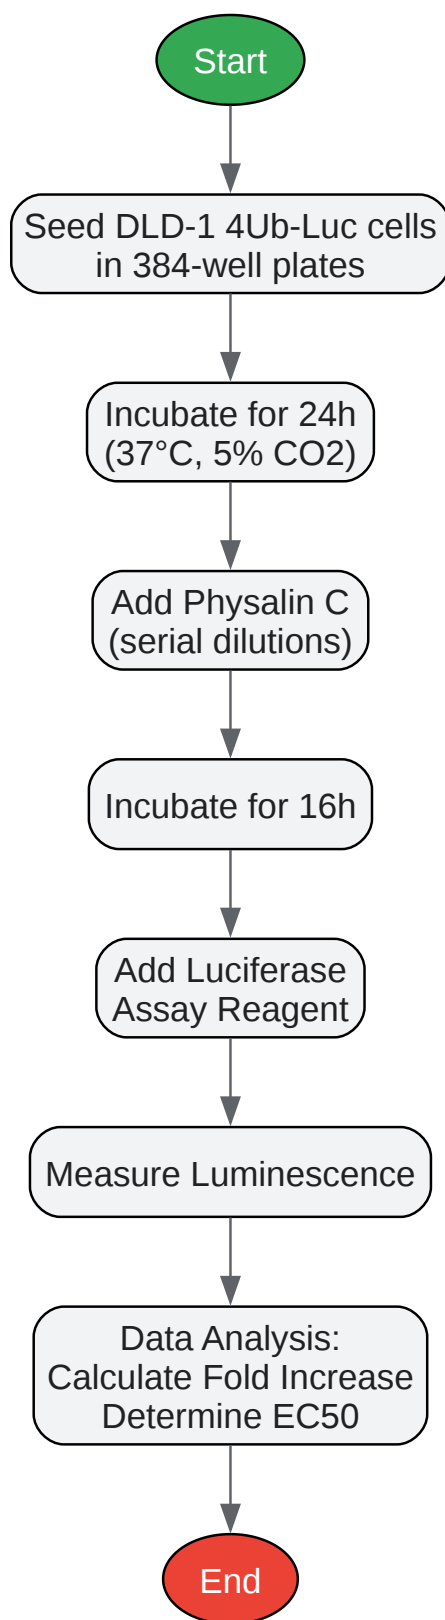 Start
Seed DLD-1 4Ub-Luc cells
in 384-well plates
Incubate for 24h
(37°C, 5% CO2)
Add Physalin C
(serial dilutions)
Incubate for 16h
Add Luciferase
Assay Reagent
Measure Luminescence
Data Analysis:
Calculate Fold Increase
Determine EC50
End